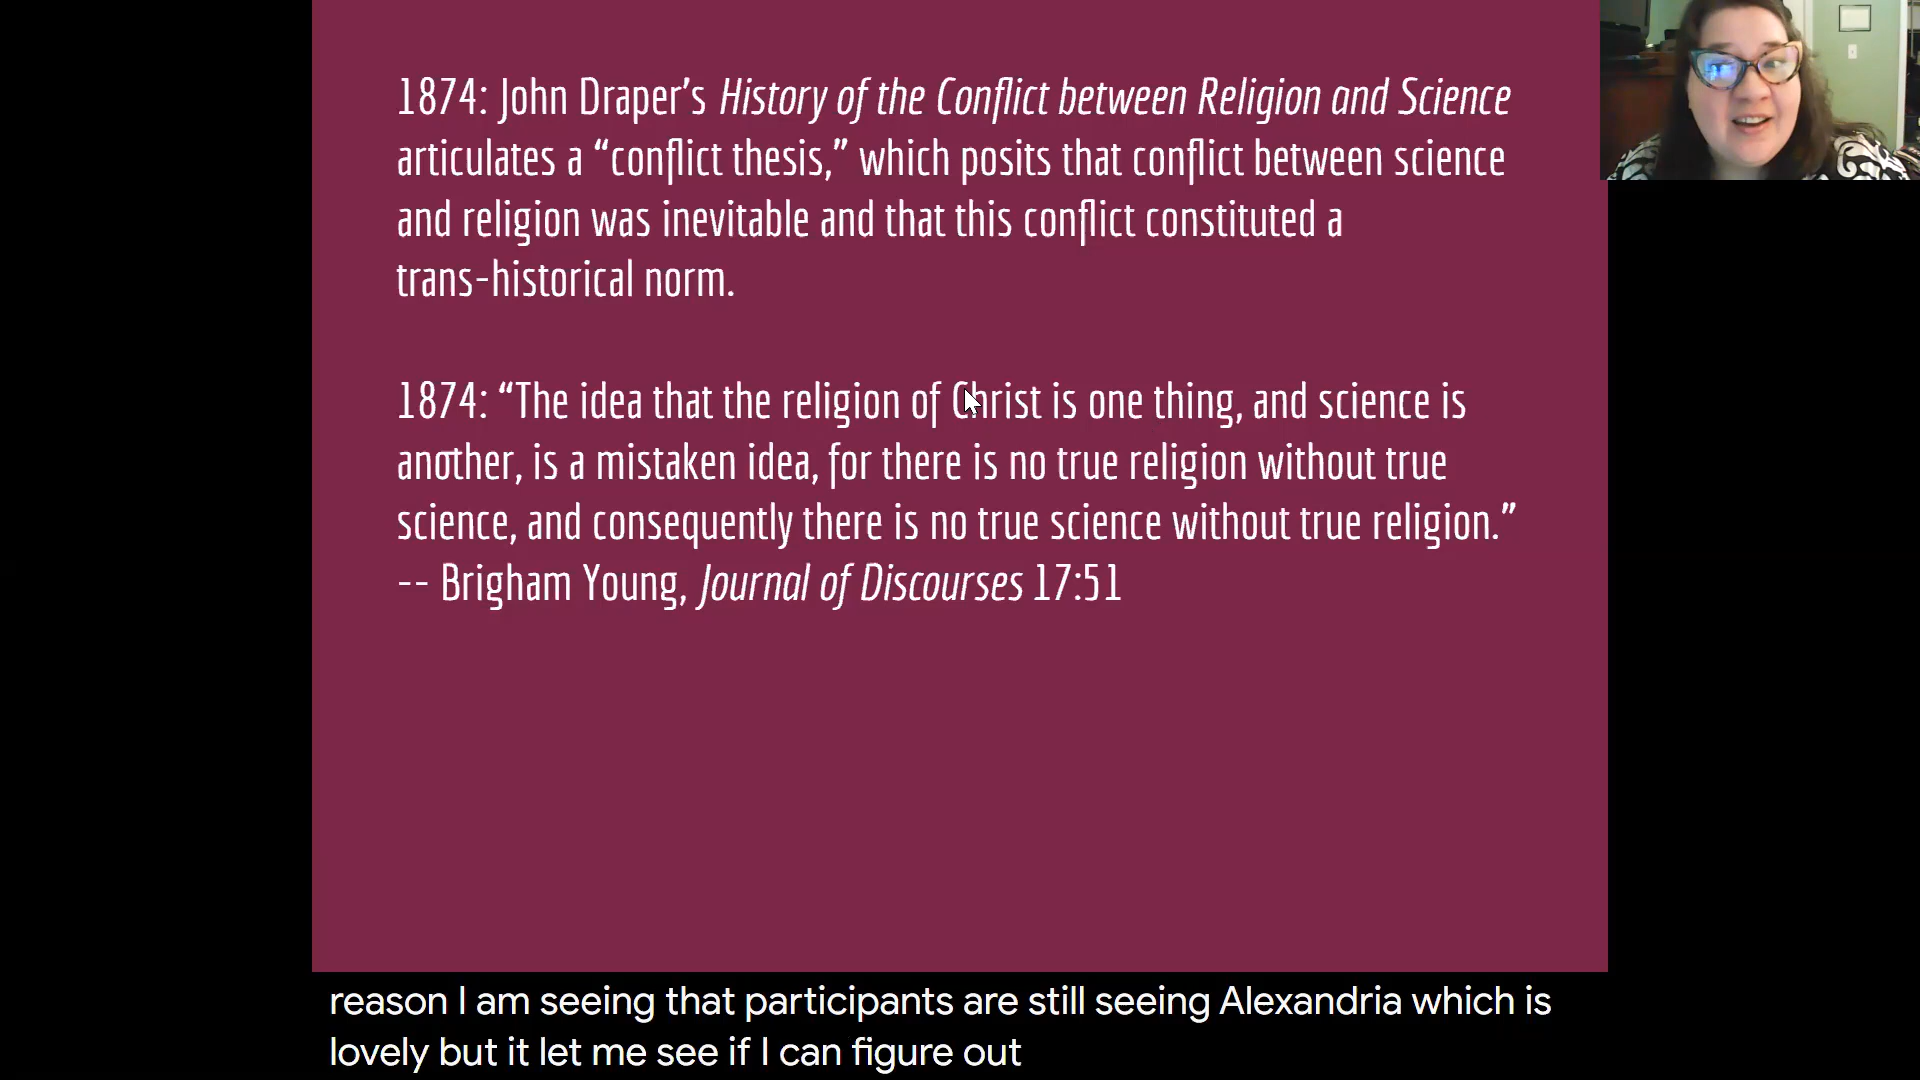 1874: John Draper’s History of the Conflict between Religion and Science
articulates a “conflict thesis,” which posits that conflict between science
and religion was inevitable and that this conflict constituted a
trans-historical norm.
1874: “The idea that the religion of Christ is one thing, and science is
another, is a mistaken idea, for there is no true religion without true
science, and consequently there is no true science without true religion.”
-- Brigham Young, Journal of Discourses 17:51
reason I am seeing that participants are still seeing Alexandria which is
lovely but it let me see if I can figure out